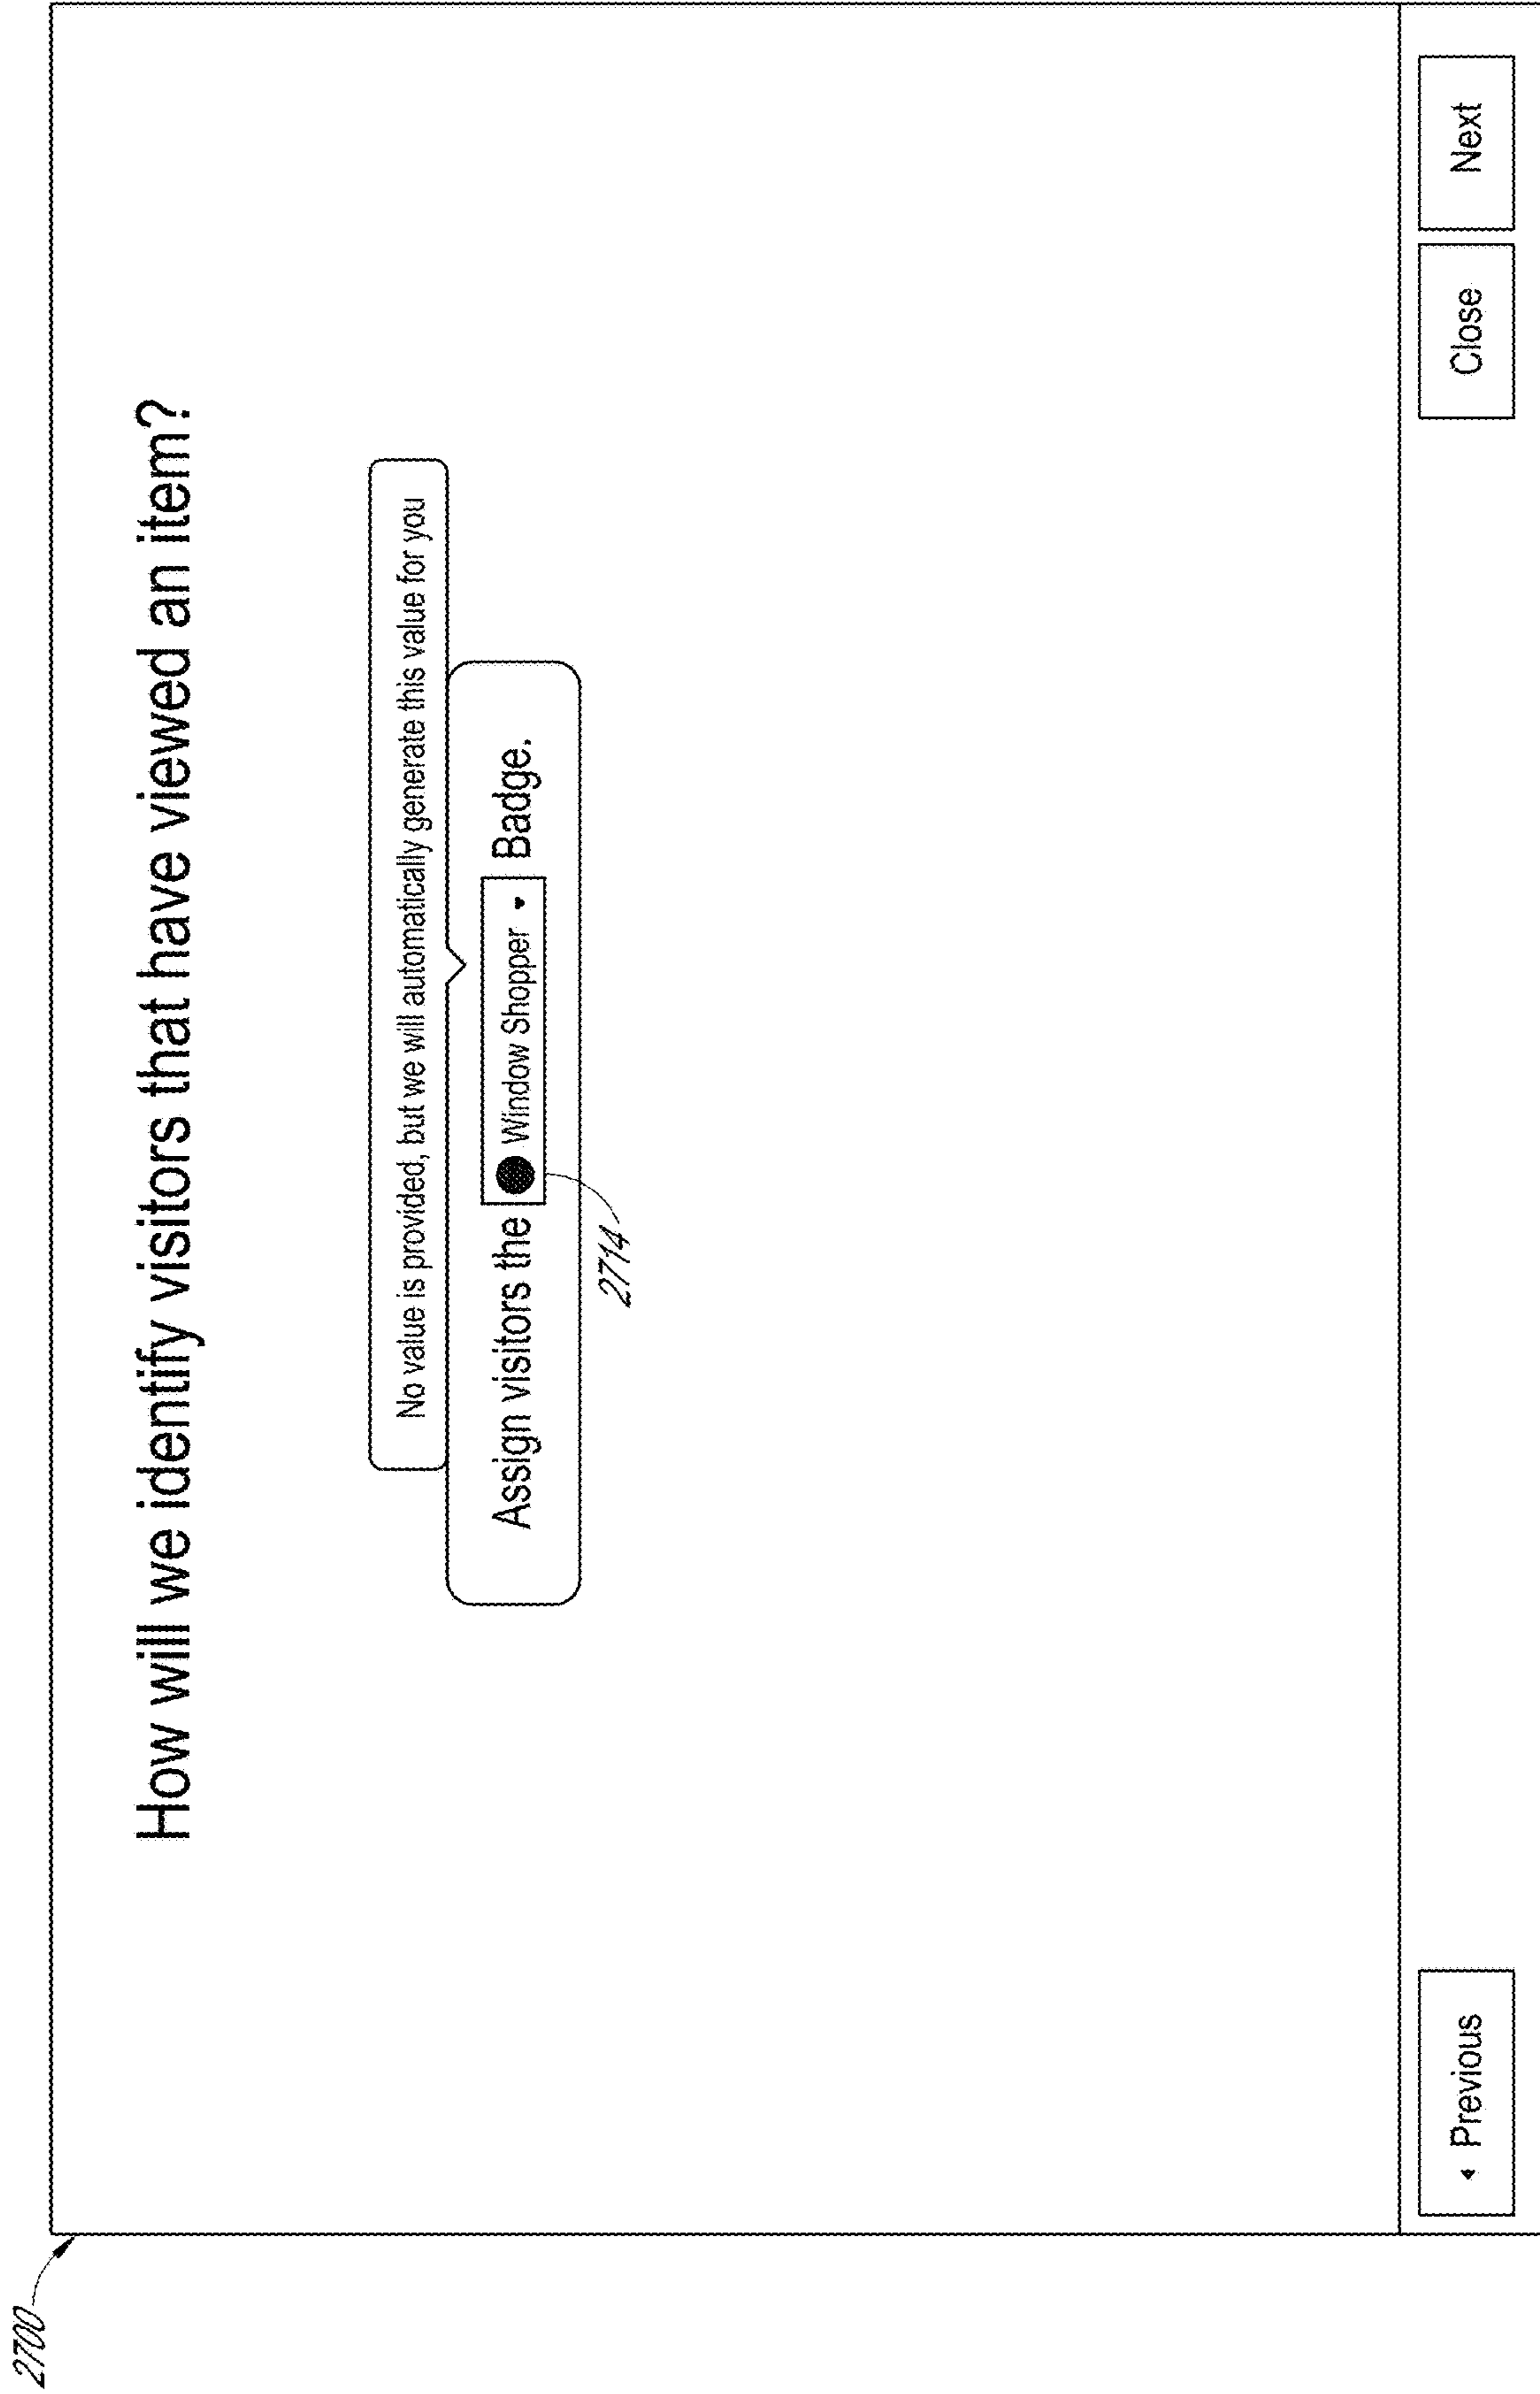 2700
How will we identify visitors that have viewed an item?
No value is provided, but we will automatically generate this value for you
Assign visitors the Window Shopper Badge.
2714
Previous
Close
Next